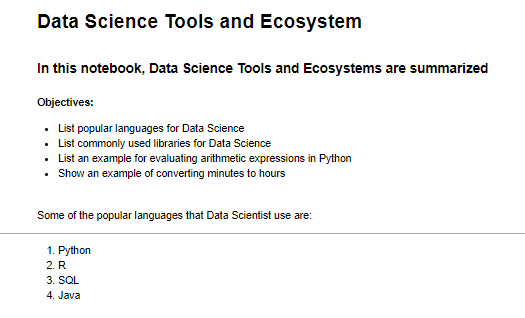 Data Science Tools and Ecosystem
In this notebook, Data Science Tools and Ecosystems are summarized
Objectives:
• List popular languages for Data Science
• List commonly used libraries for Data Science
• List an example for evaluating arithmetic expressions in Python
• Show an example of converting minutes to hours
Some of the popular languages that Data Scientist use are:
1. Python
2. R
3. SQL
4. Java